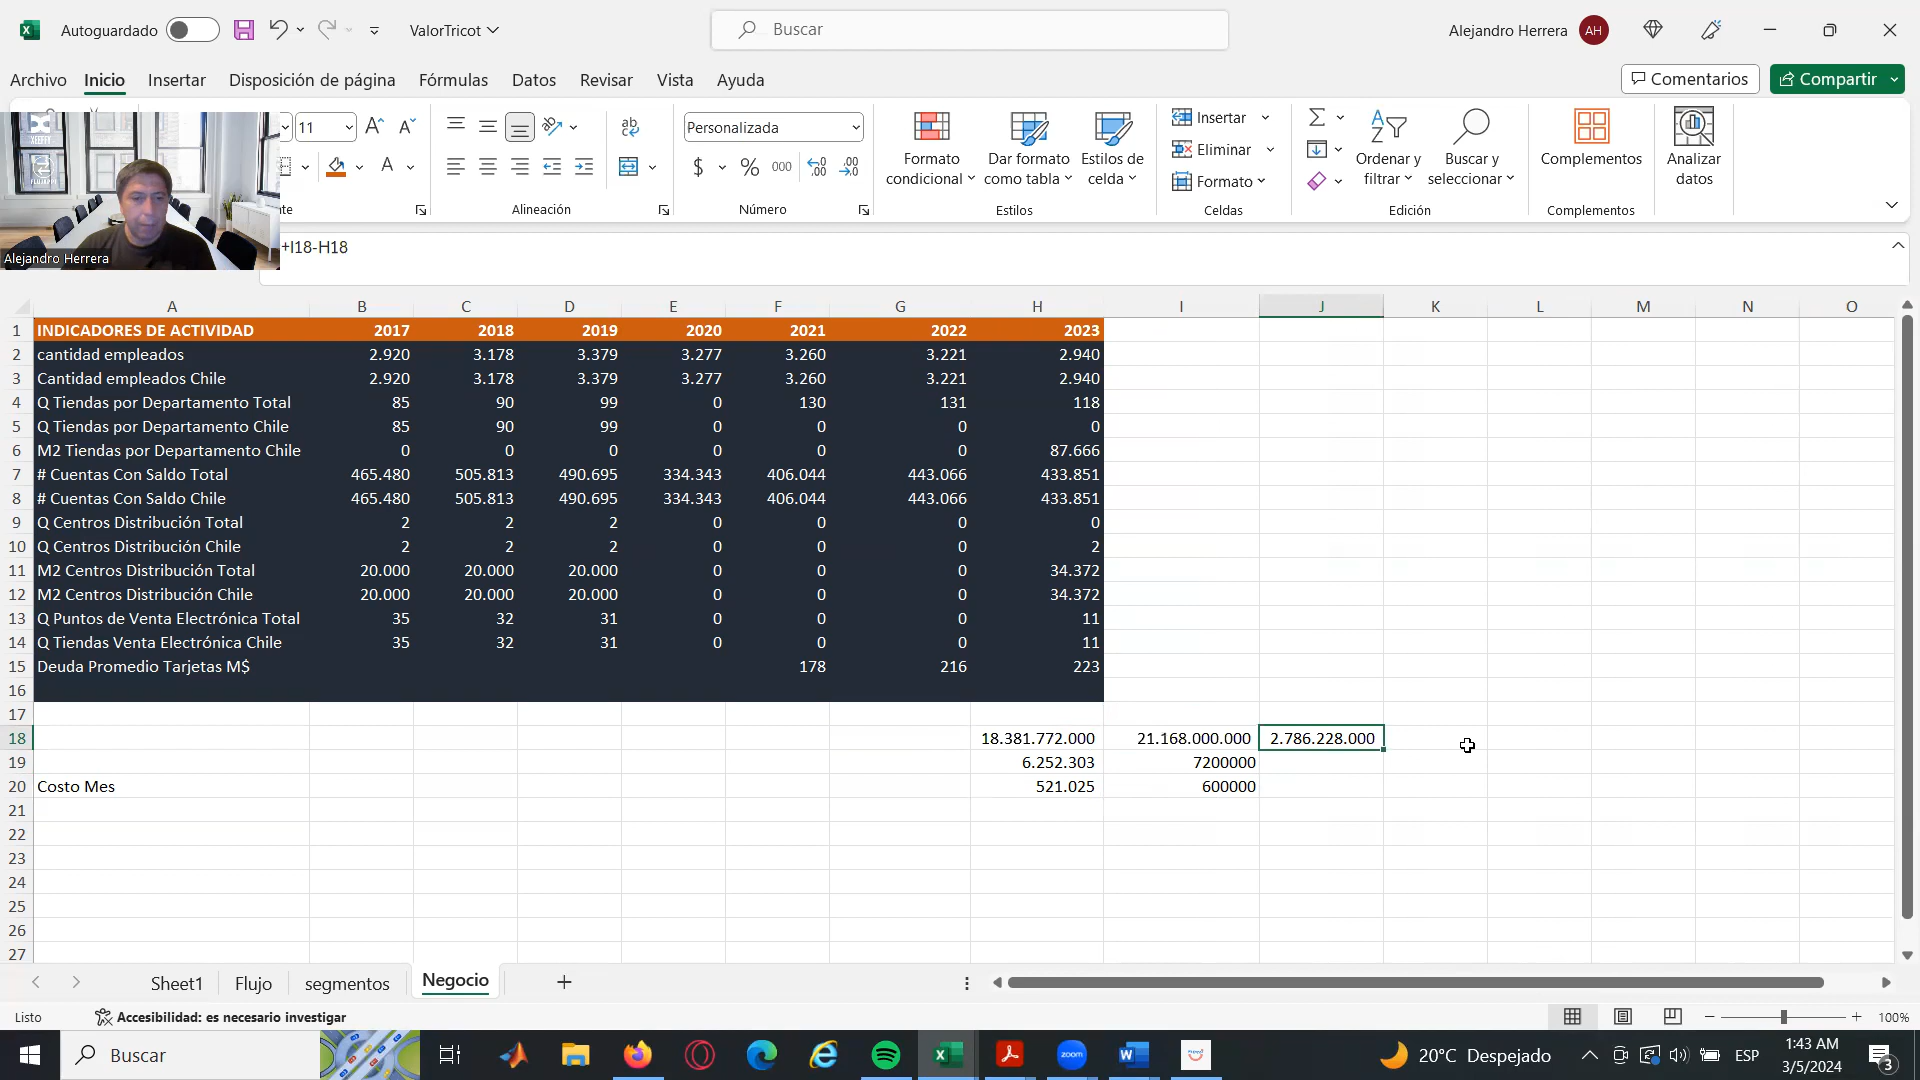 Autoguardado
ValorTricot
Buscar
Alejandro Herrera
AH
Archivo
Inicio
Insertar
Disposición de página
Fórmulas
Datos
Revisar
Vista
Ayuda
Comentarios
Compartir
11
Personalizada
$ % 000
Formato condicional
Dar formato como tabla
Estilos de celda
Insertar
Eliminar
Formato
Ordenar y filtrar
Buscar y seleccionar
Complementos
Analizar datos
nte
Alineación
Número
Estilos
Celdas
Edición
Complementos
Alejandro Herrera
+I18-H18
A B C D E F G H I J K L M N O
1 INDICADORES DE ACTIVIDAD 2017 2018 2019 2020 2021 2022 2023
2 cantidad empleados 2.920 3.178 3.379 3.277 3.260 3.221 2.940
3 Cantidad empleados Chile 2.920 3.178 3.379 3.277 3.260 3.221 2.940
4 Q Tiendas por Departamento Total 85 90 99 0 130 131 118
5 Q Tiendas por Departamento Chile 85 90 99 0 0 0 0
6 M2 Tiendas por Departamento Chile 0 0 0 0 0 0 87.666
7 # Cuentas Con Saldo Total 465.480 505.813 490.695 334.343 406.044 443.066 433.851
8 # Cuentas Con Saldo Chile 465.480 505.813 490.695 334.343 406.044 443.066 433.851
9 Q Centros Distribución Total 2 2 2 0 0 0 0
10 Q Centros Distribución Chile 2 2 2 0 0 0 2
11 M2 Centros Distribución Total 20.000 20.000 20.000 0 0 0 34.372
12 M2 Centros Distribución Chile 20.000 20.000 20.000 0 0 0 34.372
13 Q Puntos de Venta Electrónica Total 35 32 31 0 0 0 11
14 Q Tiendas Venta Electrónica Chile 35 32 31 0 0 0 11
15 Deuda Promedio Tarjetas M$ 178 216 223
16
17
18 18.381.772.000 21.168.000.000 2.786.228.000
19 6.252.303 7200000
20 Costo Mes 521.025 600000
21
22
23
24
25
26
27
Sheet1
Flujo
segmentos
Negocio
Listo
Accesibilidad: es necesario investigar
100%
Buscar
zoom
20°C Despejado
ESP
1:43 AM
3/5/2024
3